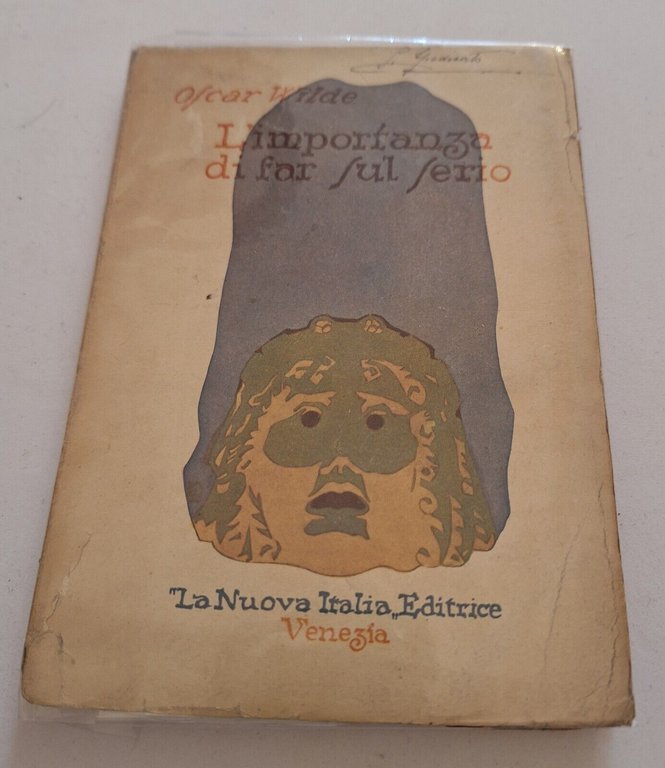 Oscar Wilde
L'importanza
di far sul serio
"La Nuova Italia„ Editrice
Venezia